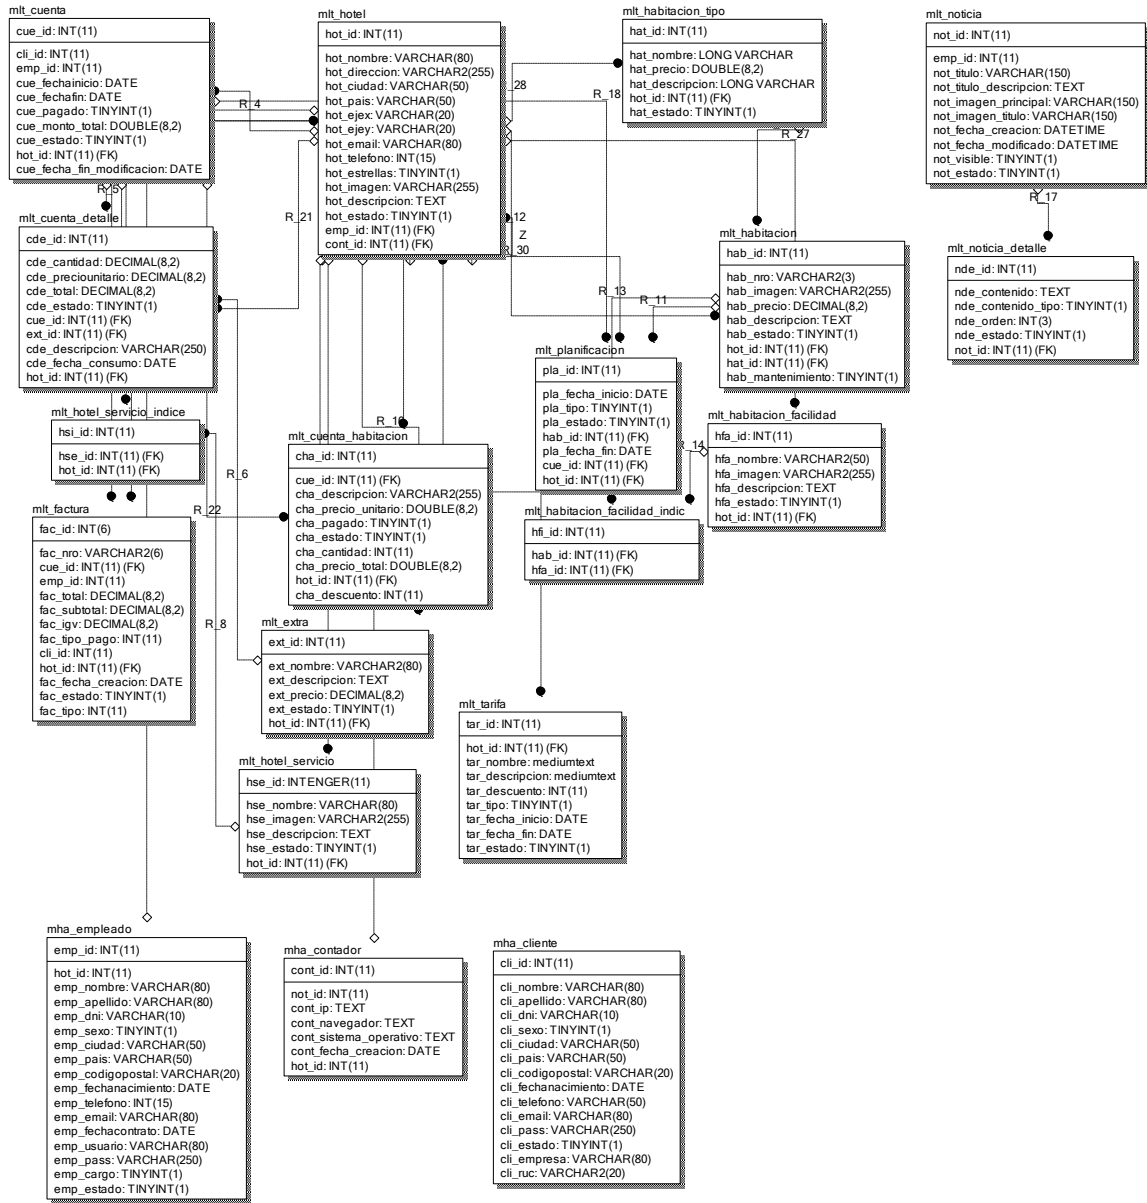 mlt_cuenta
cue_id: INT(11)
cli_id: INT(11)
emp_id: INT(11)
cue_fechainicio: DATE
cue_fechafin: DATE
cue_pagado: TINYINT(1)
cue_monto_total: DOUBLE(8,2)
cue_estado: TINYINT(1)
hot_id: INT(11) (FK)
cue_fecha_fin_modificacion: DATE
mlt_hotel
hot_id: INT(11)
hot_nombre: VARCHAR(80)
hot_direccion: VARCHAR2(255)
hot_ciudad: VARCHAR(50)
hot_pais: VARCHAR(50)
hot_ejex: VARCHAR(20)
hot_ejey: VARCHAR(20)
hot_email: VARCHAR(80)
hot_telefono: INT(15)
hot_estrellas: TINYINT(1)
hot_imagen: VARCHAR(255)
hot_descripcion: TEXT
hot_estado: TINYINT(1)
emp_id: INT(11) (FK)
cont_id: INT(11) (FK)
mlt_habitacion_tipo
hat_id: INT(11)
hat_nombre: LONG VARCHAR
hat_precio: DOUBLE(8,2)
hat_descripcion: LONG VARCHAR
hot_id: INT(11) (FK)
hat_estado: TINYINT(1)
mlt_noticia
not_id: INT(11)
emp_id: INT(11)
not_titulo: VARCHAR(150)
not_titulo_descripcion: TEXT
not_imagen_principal: VARCHAR(150)
not_imagen_titulo: VARCHAR(150)
not_fecha_creacion: DATETIME
not_fecha_modificado: DATETIME
not_visible: TINYINT(1)
not_estado: TINYINT(1)
R_4
_28
R_18
R_27
R_17
R_5
R_21
_12
Z
R_30
R_13
R_11
mlt_cuenta_detalle
cde_id: INT(11)
cde_cantidad: DECIMAL(8,2)
cde_preciounitario: DECIMAL(8,2)
cde_total: DECIMAL(8,2)
cde_estado: TINYINT(1)
cue_id: INT(11) (FK)
ext_id: INT(11) (FK)
cde_descripcion: VARCHAR(250)
cde_fecha_consumo: DATE
hot_id: INT(11) (FK)
mlt_habitacion
hab_id: INT(11)
hab_nro: VARCHAR2(3)
hab_imagen: VARCHAR2(255)
hab_precio: DECIMAL(8,2)
hab_descripcion: TEXT
hab_estado: TINYINT(1)
hot_id: INT(11) (FK)
hat_id: INT(11) (FK)
hab_mantenimiento: TINYINT(1)
mlt_noticia_detalle
nde_id: INT(11)
nde_contenido: TEXT
nde_contenido_tipo: TINYINT(1)
nde_orden: INT(3)
nde_estado: TINYINT(1)
not_id: INT(11) (FK)
mlt_planificacion
pla_id: INT(11)
pla_fecha_inicio: DATE
pla_tipo: TINYINT(1)
pla_estado: TINYINT(1)
hab_id: INT(11) (FK)
pla_fecha_fin: DATE
cue_id: INT(11) (FK)
hot_id: INT(11) (FK)
mlt_hotel_servicio_indice
hsi_id: INT(11)
hse_id: INT(11) (FK)
hot_id: INT(11) (FK)
mlt_cuenta_habitacion
cha_id: INT(11)
cue_id: INT(11) (FK)
cha_descripcion: VARCHAR2(255)
cha_precio_unitario: DOUBLE(8,2)
cha_pagado: TINYINT(1)
cha_estado: TINYINT(1)
cha_cantidad: INT(11)
cha_precio_total: DOUBLE(8,2)
hot_id: INT(11) (FK)
cha_descuento: INT(11)
mlt_habitacion_facilidad
hfa_id: INT(11)
hfa_nombre: VARCHAR2(50)
hfa_imagen: VARCHAR2(255)
hfa_descripcion: TEXT
hfa_estado: TINYINT(1)
hot_id: INT(11) (FK)
R_14
R_6
R_22
R_8
mlt_habitacion_facilidad_indic
hfi_id: INT(11)
hab_id: INT(11) (FK)
hfa_id: INT(11) (FK)
mlt_factura
fac_id: INT(6)
fac_nro: VARCHAR2(6)
cue_id: INT(11) (FK)
emp_id: INT(11)
fac_total: DECIMAL(8,2)
fac_subtotal: DECIMAL(8,2)
fac_igv: DECIMAL(8,2)
fac_tipo_pago: INT(11)
cli_id: INT(11)
hot_id: INT(11) (FK)
fac_fecha_creacion: DATE
fac_estado: TINYINT(1)
fac_tipo: INT(11)
mlt_extra
ext_id: INT(11)
ext_nombre: VARCHAR2(80)
ext_descripcion: TEXT
ext_precio: DECIMAL(8,2)
ext_estado: TINYINT(1)
hot_id: INT(11) (FK)
mlt_tarifa
tar_id: INT(11)
hot_id: INT(11) (FK)
tar_nombre: mediumtext
tar_descripcion: mediumtext
tar_descuento: INT(11)
tar_tipo: TINYINT(1)
tar_fecha_inicio: DATE
tar_fecha_fin: DATE
tar_estado: TINYINT(1)
mlt_hotel_servicio
hse_id: INTENGER(11)
hse_nombre: VARCHAR(80)
hse_imagen: VARCHAR2(255)
hse_descripcion: TEXT
hse_estado: TINYINT(1)
hot_id: INT(11) (FK)
mha_empleado
emp_id: INT(11)
hot_id: INT(11)
emp_nombre: VARCHAR(80)
emp_apellido: VARCHAR(80)
emp_dni: VARCHAR(10)
emp_sexo: TINYINT(1)
emp_ciudad: VARCHAR(50)
emp_pais: VARCHAR(50)
emp_codigopostal: VARCHAR(20)
emp_fechanacimiento: DATE
emp_telefono: INT(15)
emp_email: VARCHAR(80)
emp_fechacontrato: DATE
emp_usuario: VARCHAR(80)
emp_pass: VARCHAR(250)
emp_cargo: TINYINT(1)
emp_estado: TINYINT(1)
mha_contador
cont_id: INT(11)
not_id: INT(11)
cont_ip: TEXT
cont_navegador: TEXT
cont_sistema_operativo: TEXT
cont_fecha_creacion: DATE
hot_id: INT(11)
mha_cliente
cli_id: INT(11)
cli_nombre: VARCHAR(80)
cli_apellido: VARCHAR(80)
cli_dni: VARCHAR(10)
cli_sexo: TINYINT(1)
cli_ciudad: VARCHAR(50)
cli_pais: VARCHAR(50)
cli_codigopostal: VARCHAR(20)
cli_fechanacimiento: DATE
cli_telefono: VARCHAR(50)
cli_email: VARCHAR(80)
cli_pass: VARCHAR(250)
cli_estado: TINYINT(1)
cli_empresa: VARCHAR(80)
cli_ruc: VARCHAR2(20)